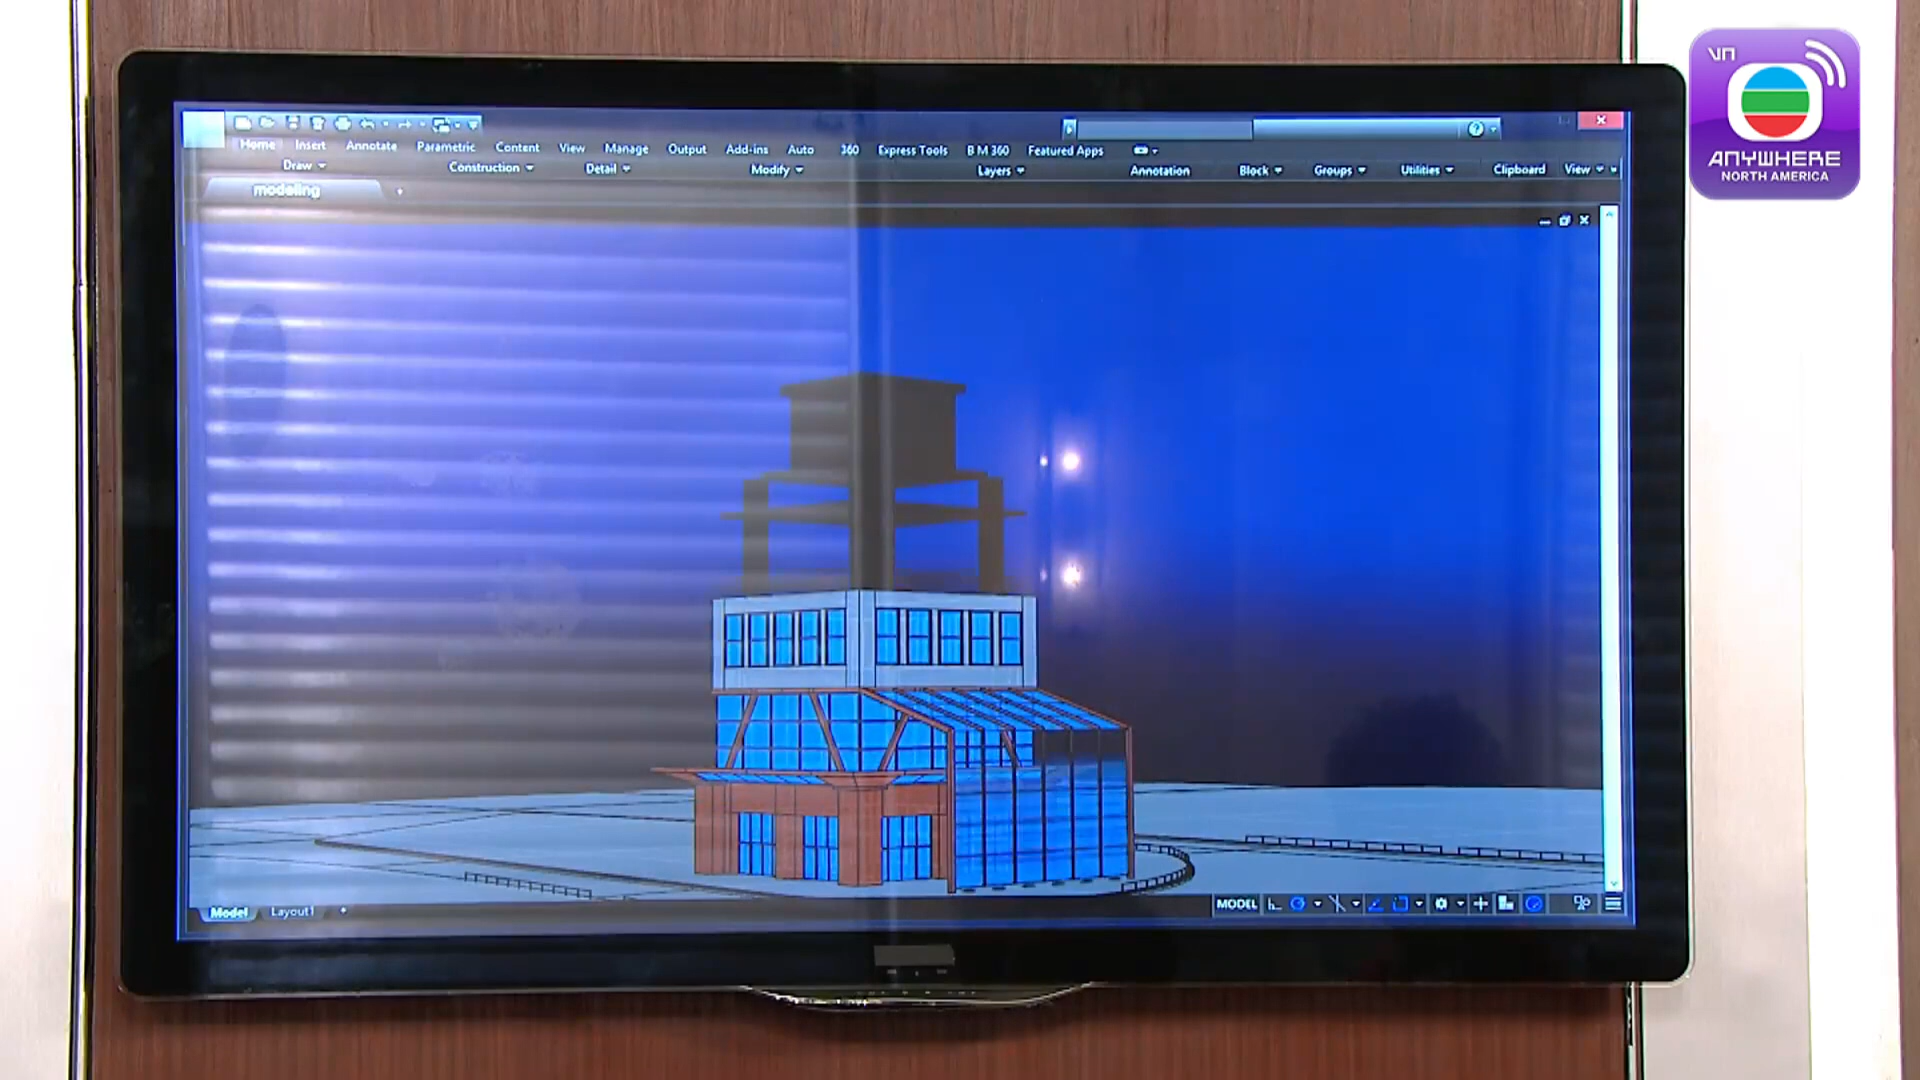 VN
ANYWHERE
NORTH AMERICA
Home Insert Annotate Parametric Content View Manage Output Add-ins Auto 360 Express Tools B M 360 Featured Apps
Draw Construction Detail Modify Layers Annotation Block Groups Utilities Clipboard View
modeling
MODEL
Model Layout1